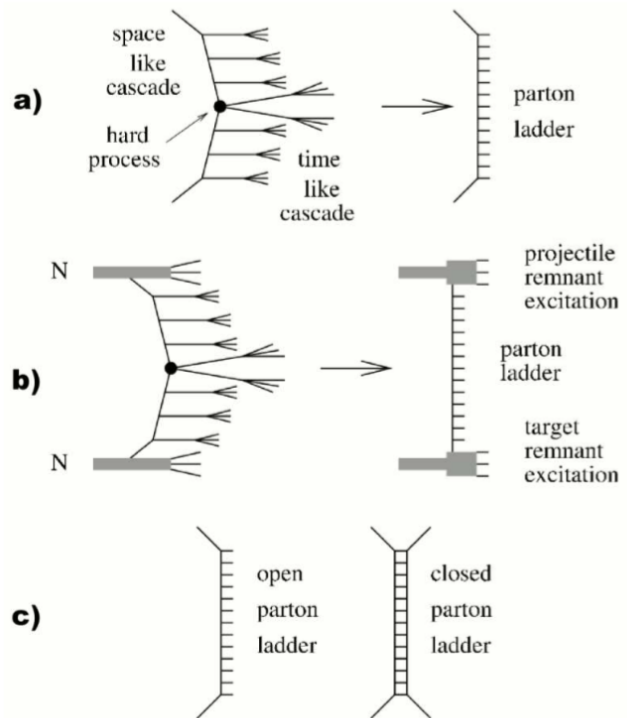 space
like
cascade
a)
hard
process
time
like
cascade
parton
ladder
N
projectile
remnant
excitation
b)
parton
ladder
N
target
remnant
excitation
c)
open
parton
ladder
closed
parton
ladder